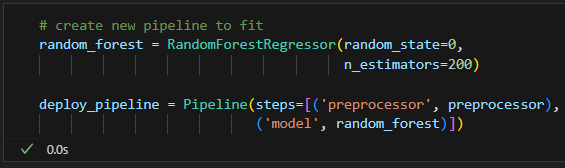 # create new pipeline to fit
random_forest = RandomForestRegressor(random_state=0,
n_estimators=200)
deploy_pipeline = Pipeline(steps=[('preprocessor', preprocessor),
('model', random_forest)])
0.0s